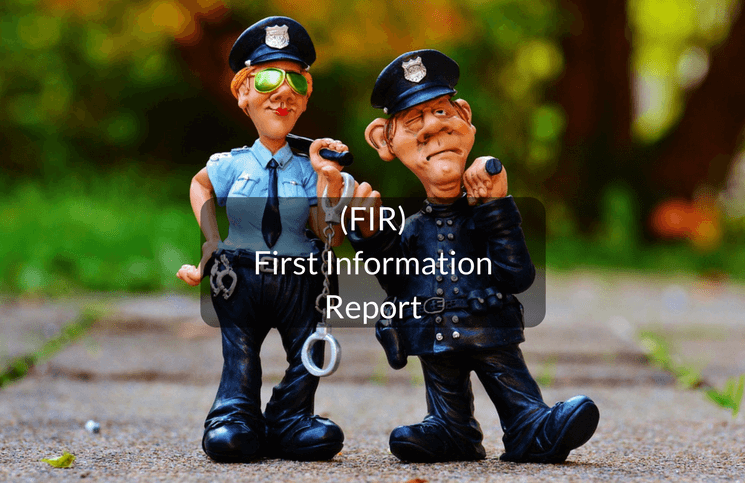 (FIR)
First Information
Report